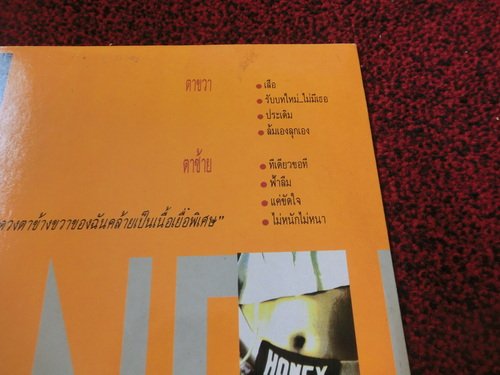 ตาขวา
เสือ
รับบทใหม่...ไม่มีเธอ
ประเดิม
ล้มเองลุกเอง
ตาซ้าย
ทีเดียวขอที
ฟ้าลืม
แค่ขัดใจ
ไม่หนักไม่หนา
ดวงตาข้างขวาของฉันคล้ายเป็นเนื้อเยื่อพิเศษ"
HONEY